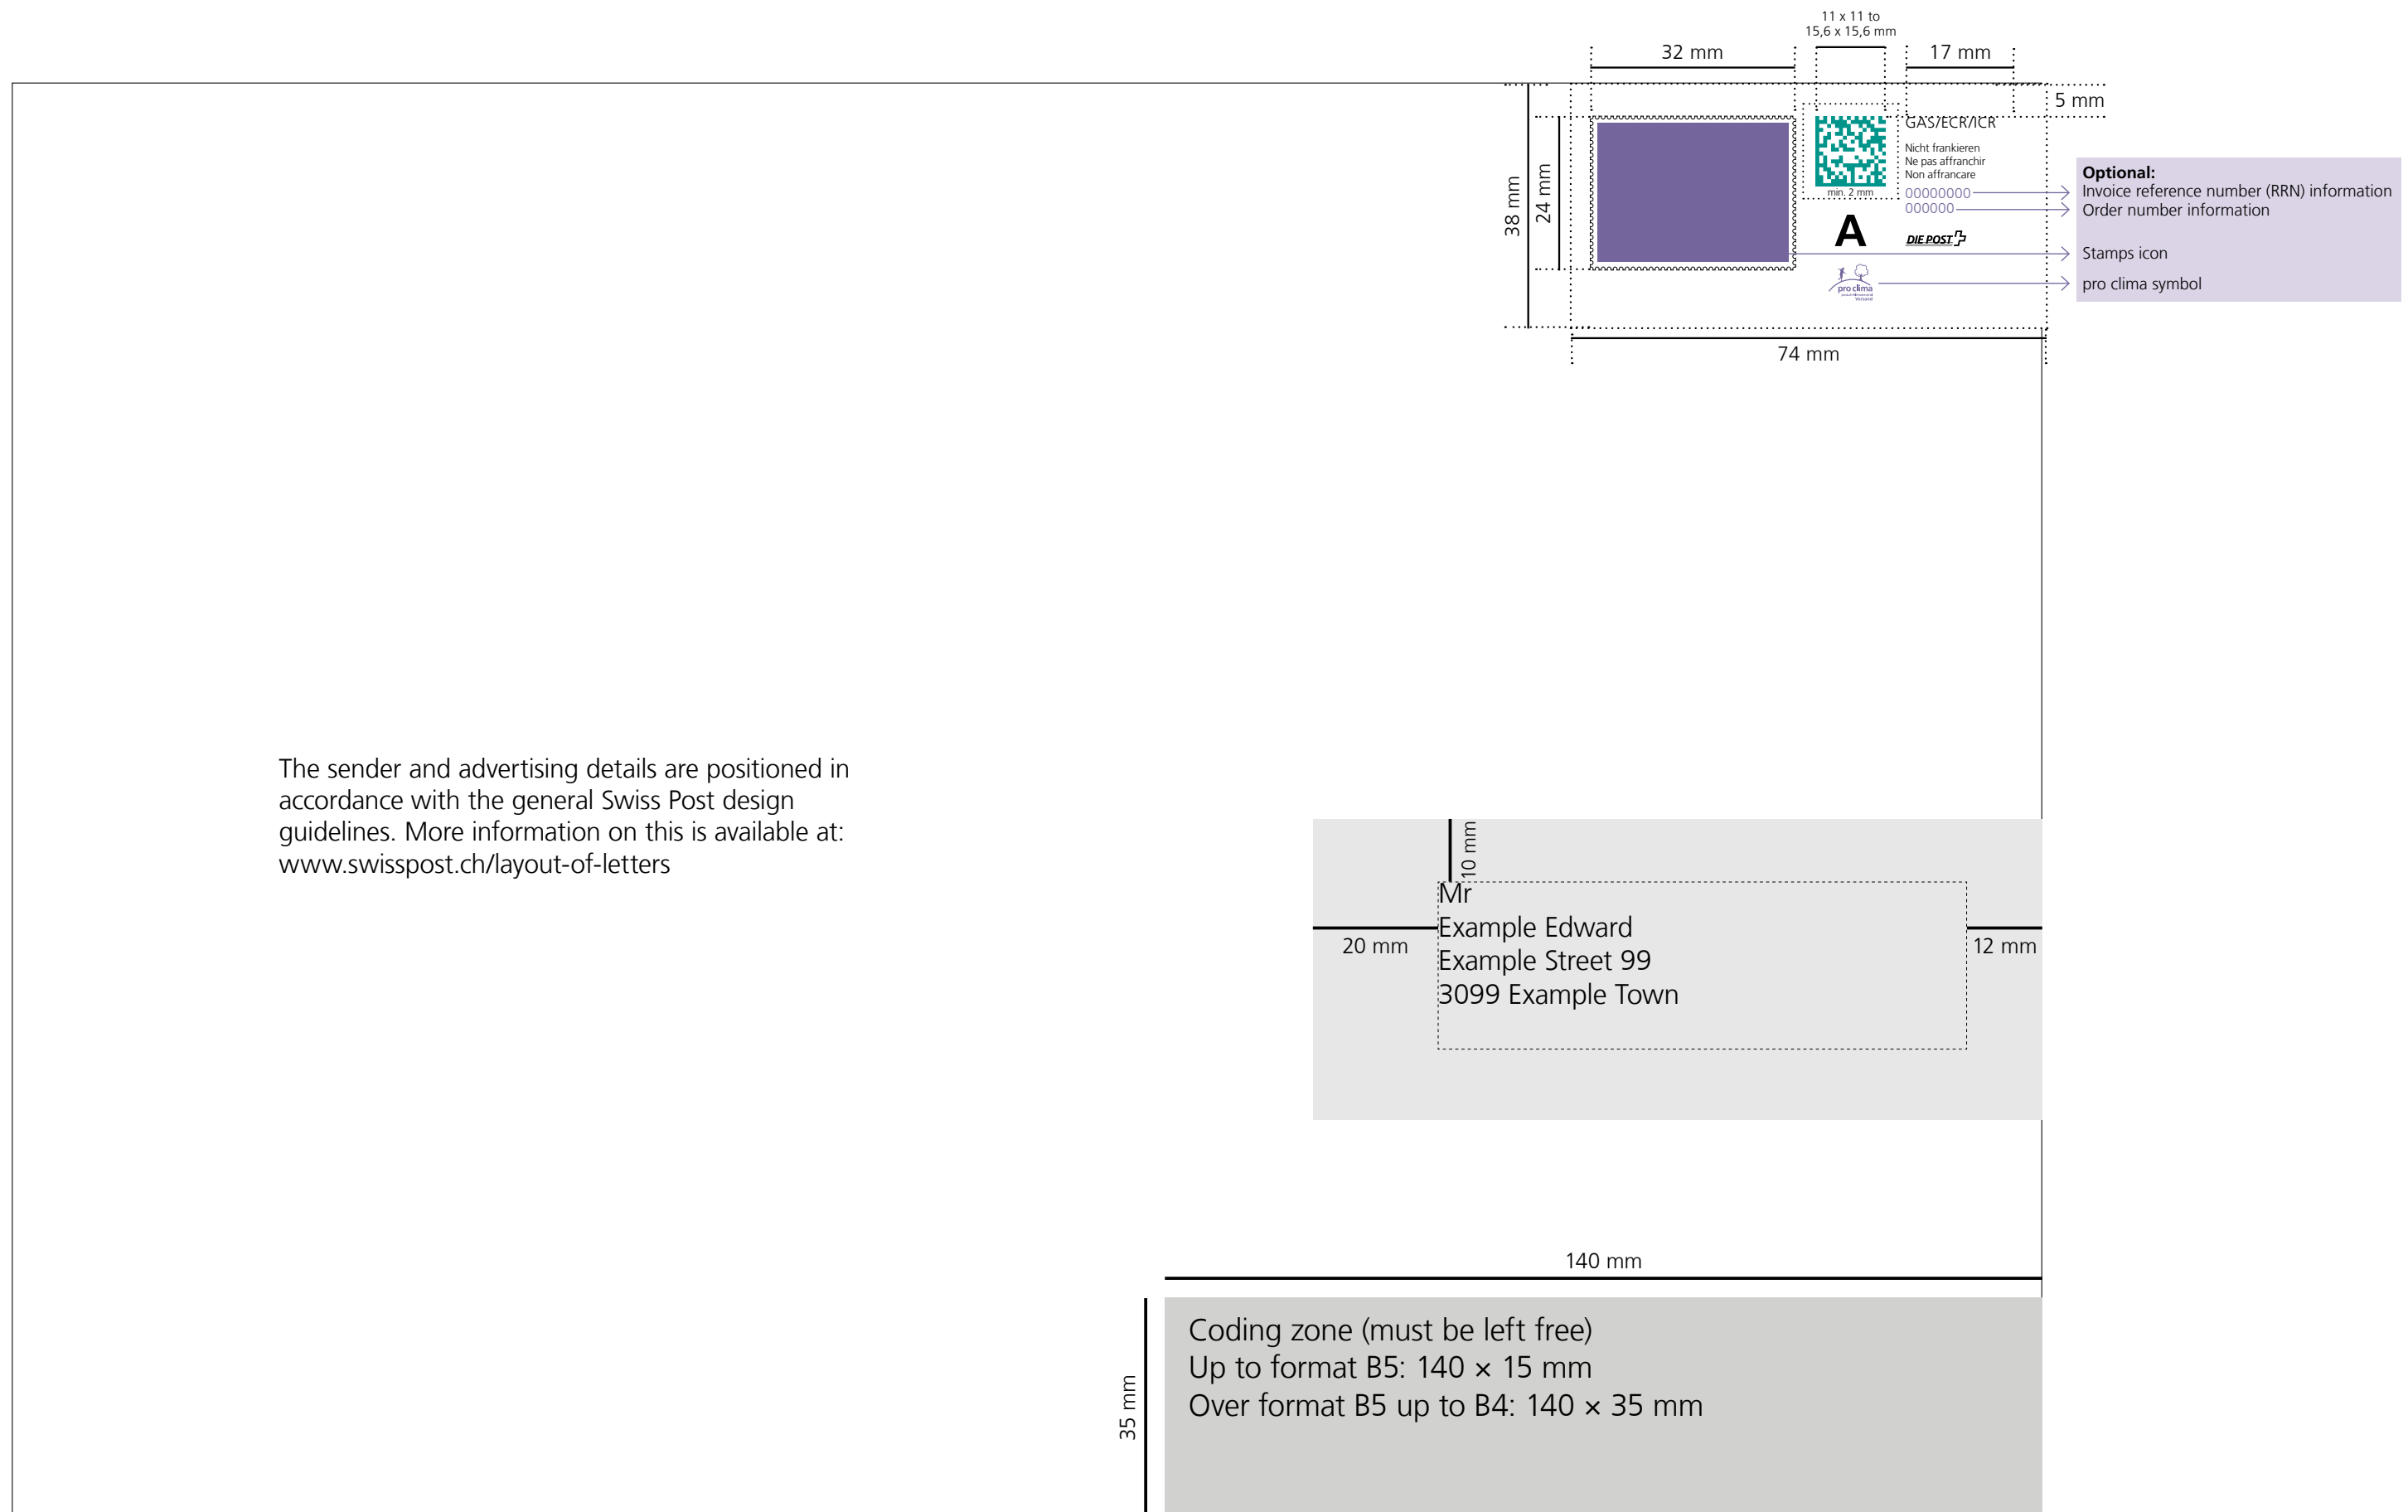 11 x 11 to
15,6 x 15,6 mm
32 mm
17 mm
5 mm
38 mm
24 mm
GAS/ECR/ICR
Nicht frankieren
Ne pas affranchir
Non affrancare
min. 2 mm
00000000
000000
A
DIE POST
pro clima
Versand
Optional:
Invoice reference number (RRN) information
Order number information
Stamps icon
pro clima symbol
74 mm
The sender and advertising details are positioned in
accordance with the general Swiss Post design
guidelines. More information on this is available at:
www.swisspost.ch/layout-of-letters
10 mm
Mr
Example Edward
Example Street 99
3099 Example Town
20 mm
12 mm
140 mm
35 mm
Coding zone (must be left free)
Up to format B5: 140 × 15 mm
Over format B5 up to B4: 140 × 35 mm